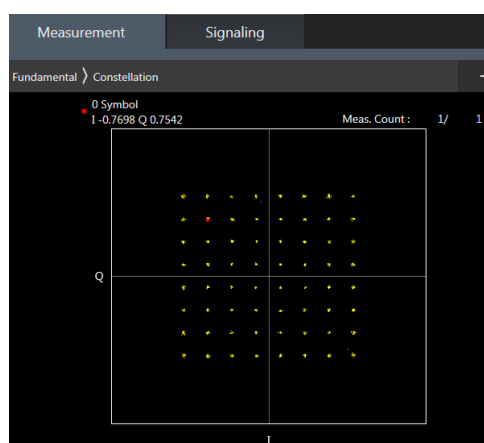 Measurement Signaling
Fundamental 〉 Constellation
0 Symbol
I -0.7698 Q 0.7542 Meas. Count : 1/ 1
Q
I